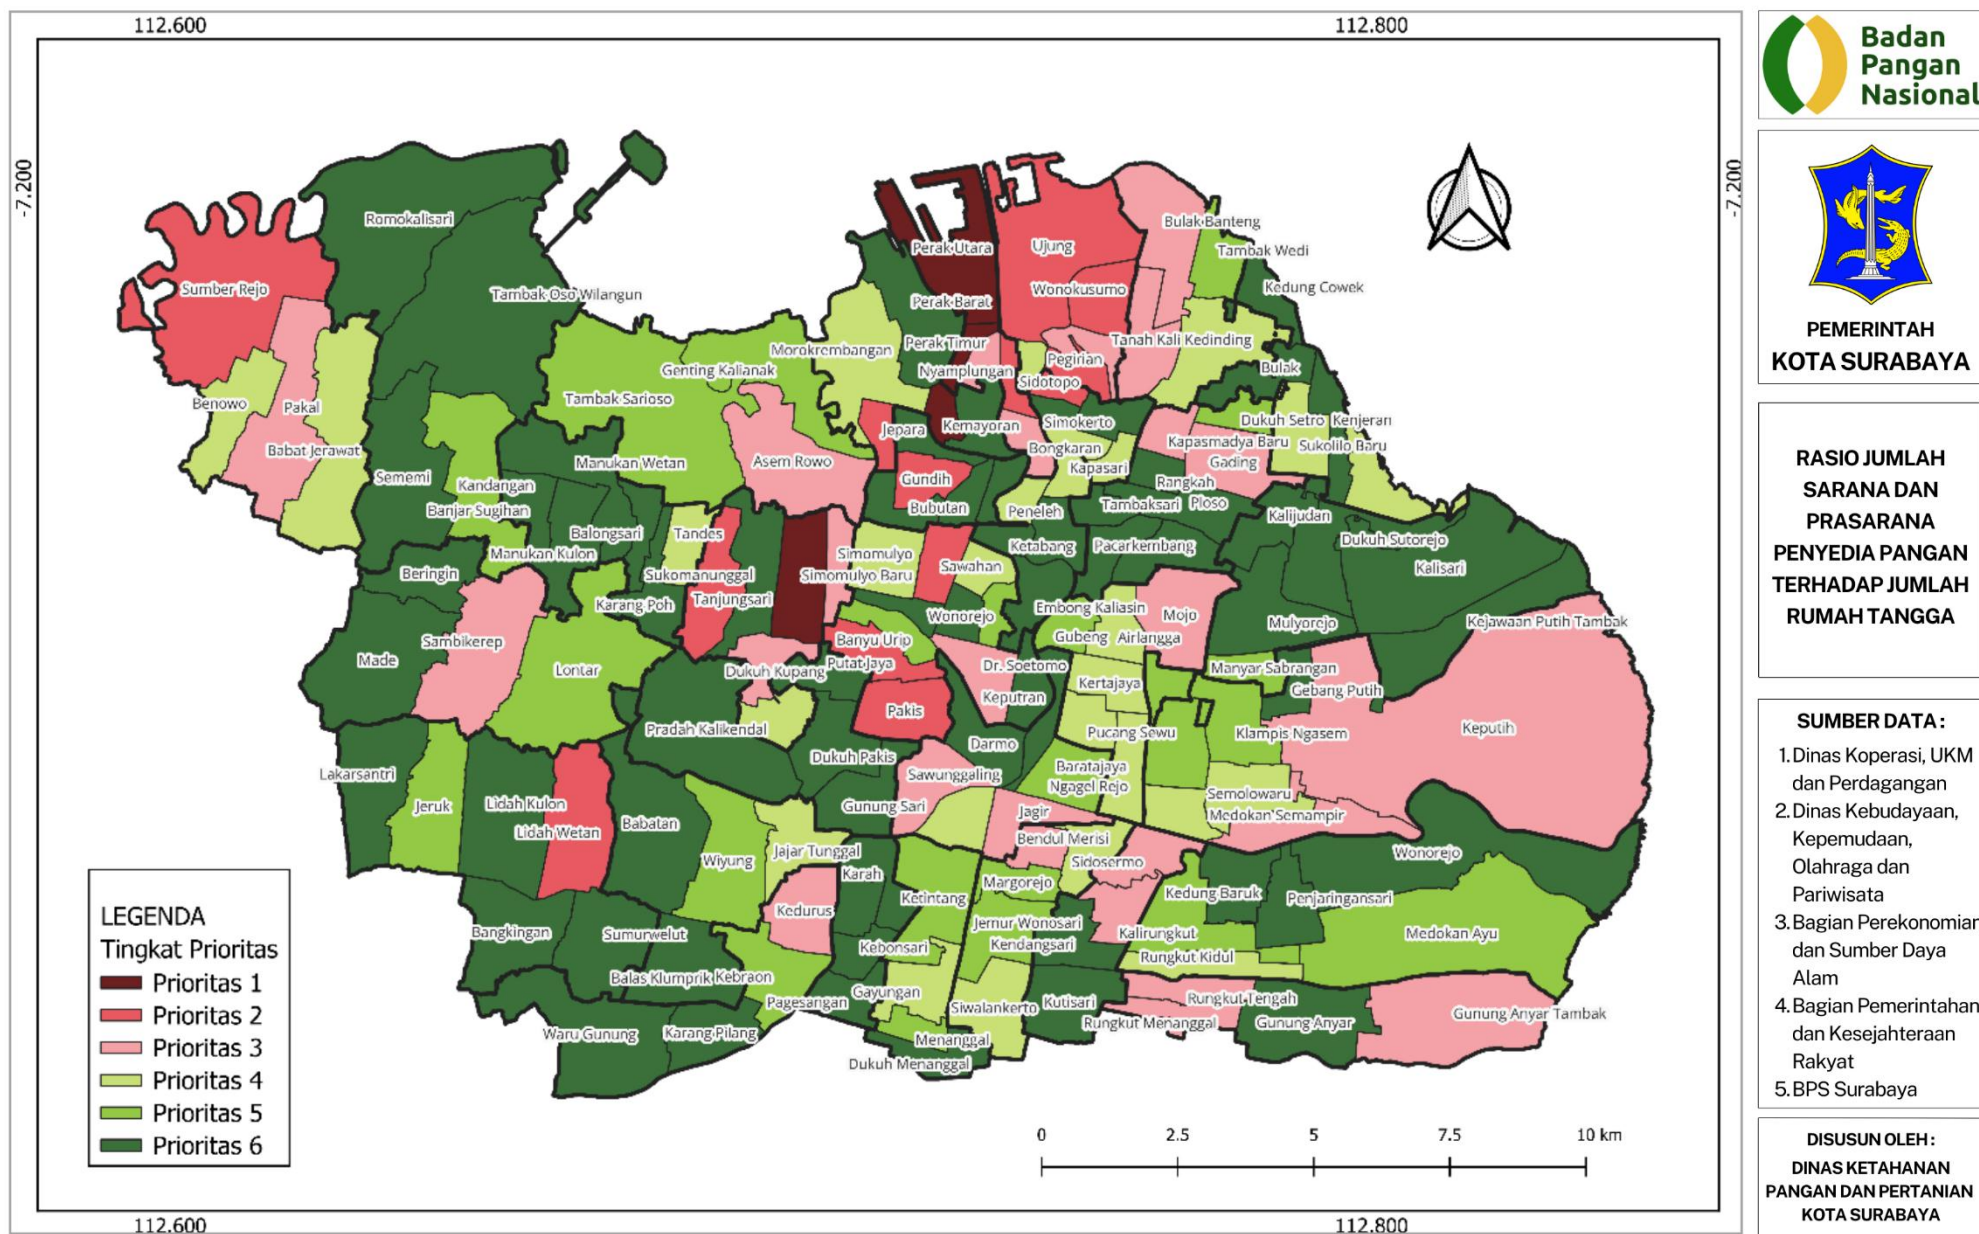 112.600
112.800
-7.200
-7.200
Romokalisari
Sumber Rejo
Tambak Oso Wilangun
Perak Utara
Ujung
Bulak Banteng
Tambak Wedi
Kedung Cowek
Wonokusumo
Perak Barat
Perak Timur
Nyamplungan
Pegirian
Sidotopo
Tanah Kali Kedinding
Bulak
Morokrembangan
Genting Kalianak
Tambak Sarioso
Benowo
Pakal
Babat Jerawat
Sememi
Kandangan
Banjar Sugihan
Manukan Wetan
Asem Rowo
Jepara
Kemayoran
Simokerto
Bongkaran
Kapasari
Dukuh Setro
Kenjeran
Kapasmadya Baru
Sukolilo Baru
Gading
Rangkah
Gundih
Bubutan
Peneleh
Tambaksari
Ploso
Kalijudan
Dukuh Sutorejo
Kalisari
Balongsari
Manukan Kulon
Tandes
Sukomanunggal
Tanjungsari
Simomulyo
Simomulyo Baru
Sawahan
Ketabang
Pacarkembang
Beringin
Karang Poh
Wonorejo
Embong Kaliasin
Mojo
Gubeng
Airlangga
Mulyorejo
Kejawaan Putih Tambak
Made
Sambikerep
Lontar
Banyu Urip
Putat Jaya
Dukuh Kupang
Dr. Soetomo
Keputran
Kertajaya
Manyar Sabrangan
Gebang Putih
Pakis
Pradah Kalikendal
Dukuh Pakis
Darmo
Pucang Sewu
Klampis Ngasem
Keputih
Lakarsantri
Jeruk
Lidah Kulon
Lidah Wetan
Babatan
Wiyung
Jajar Tunggal
Gunung Sari
Sawunggaling
Jagir
Baratajaya
Ngagel Rejo
Semolowaru
Medokan Semampir
Bendul Merisi
Sidosermo
Karah
Kedurus
Ketintang
Margorejo
Kedung Baruk
Penjaringansari
Wonorejo
Medokan Ayu
Bangkingan
Sumurwelut
Balas Klumprik
Kebraon
Kebonsari
Jemur Wonosari
Kendangsari
Kalirungkut
Rungkut Kidul
Pagesangan
Gayungan
Siwalankerto
Kutisari
Rungkut Tengah
Rungkut Menanggal
Gunung Anyar
Gunung Anyar Tambak
Waru Gunung
Karang Pilang
Menanggal
Dukuh Menanggal
LEGENDA
Tingkat Prioritas
Prioritas 1
Prioritas 2
Prioritas 3
Prioritas 4
Prioritas 5
Prioritas 6
0 2.5 5 7.5 10 km
112.600
112.800
Badan
Pangan
Nasional
PEMERINTAH
KOTA SURABAYA
RASIO JUMLAH
SARANA DAN
PRASARANA
PENYEDIA PANGAN
TERHADAP JUMLAH
RUMAH TANGGA
SUMBER DATA :
1. Dinas Koperasi, UKM
dan Perdagangan
2. Dinas Kebudayaan,
Kepemudaan,
Olahraga dan
Pariwisata
3. Bagian Perekonomian
dan Sumber Daya
Alam
4. Bagian Pemerintahan
dan Kesejahteraan
Rakyat
5. BPS Surabaya
DISUSUN OLEH :
DINAS KETAHANAN
PANGAN DAN PERTANIAN
KOTA SURABAYA